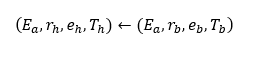 (E_a, r_h, e_h, T_h) ← (E_a, r_b, e_b, T_b)